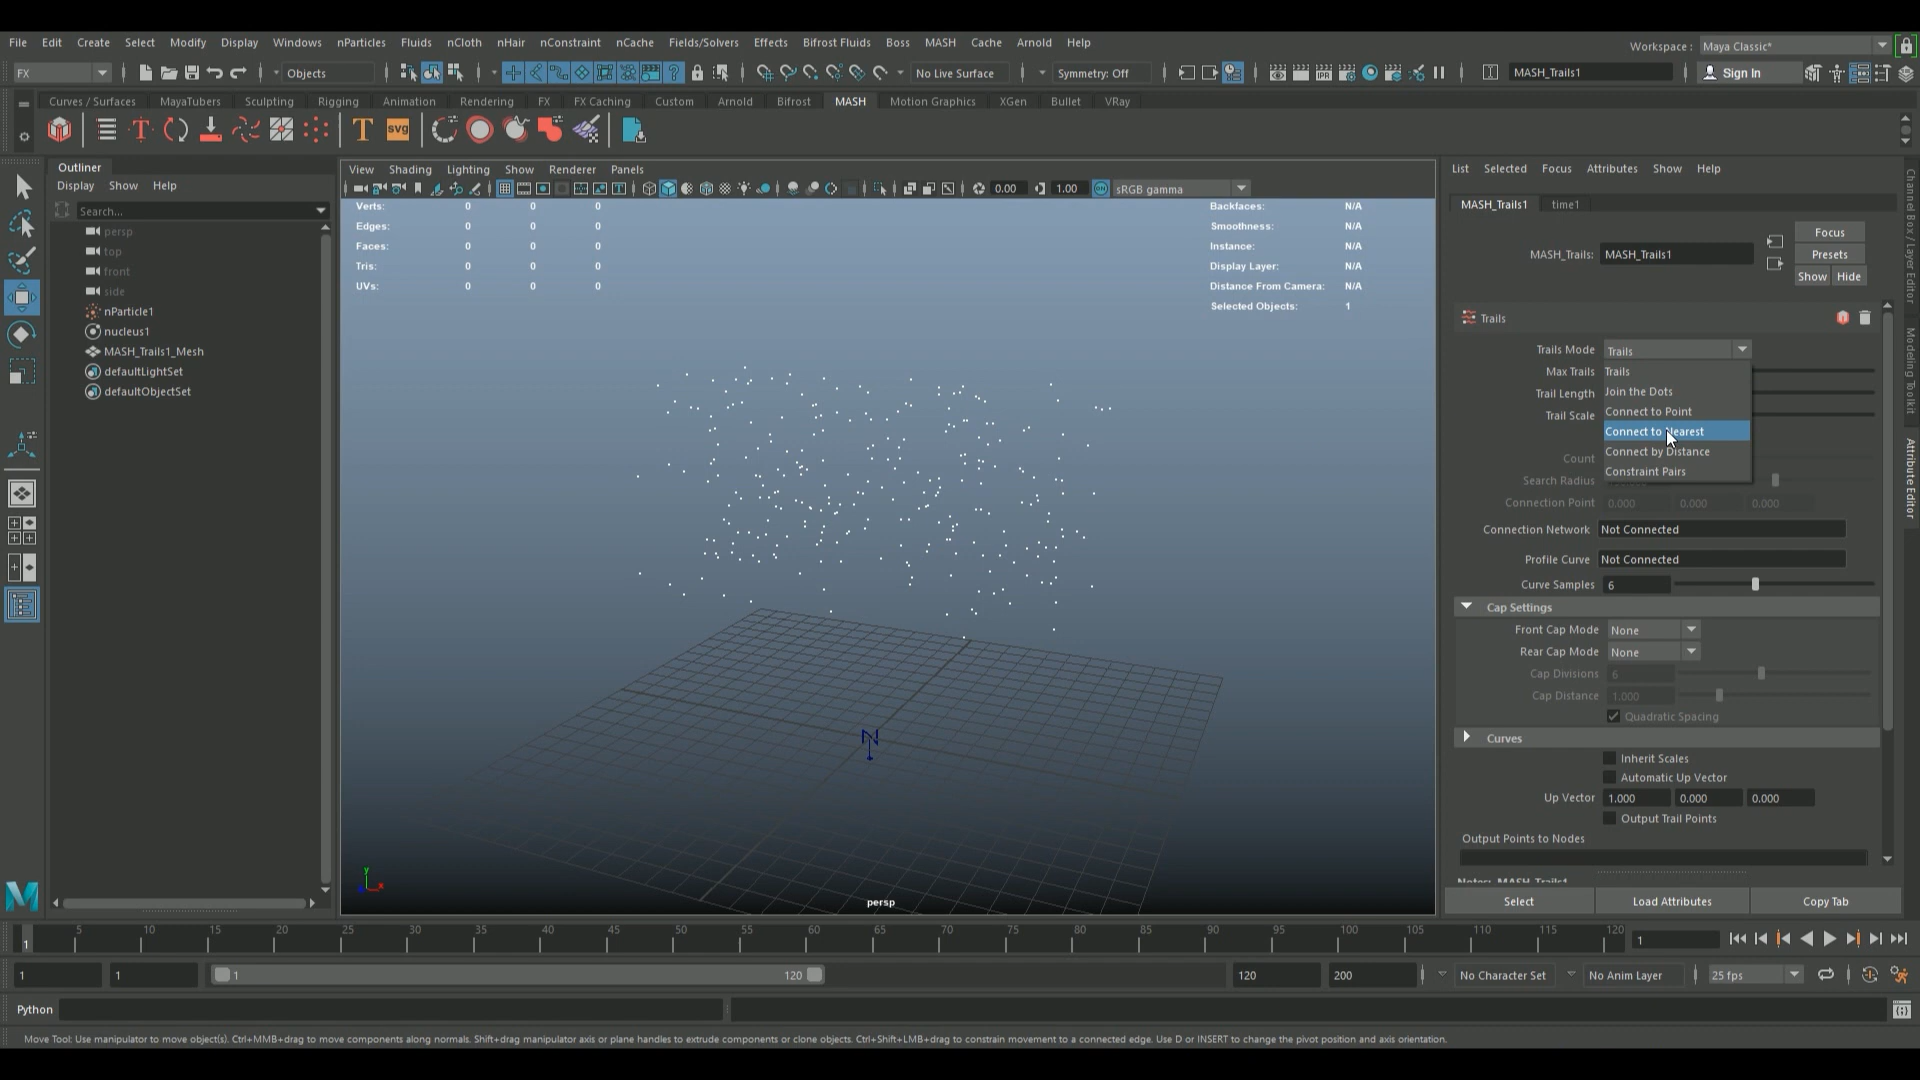 File Edit Create Select Modify Display Windows nParticles Fluids nCloth nHair nConstraint nCache Fields/Solvers Effects Bifrost Fluids Boss MASH Cache Arnold Help
Workspace : Maya Classic*
FX Objects No Live Surface Symmetry: Off MASH_Trails1 Sign In
Curves / Surfaces MayaTubers Sculpting Rigging Animation Rendering FX FX Caching Custom Arnold Bifrost MASH Motion Graphics XGen Bullet VRay
T svg
Outliner
Display Show Help
Search...
persp
top
front
side
nParticle1
nucleus1
MASH_Trails1_Mesh
defaultLightSet
defaultObjectSet
View Shading Lighting Show Renderer Panels
0.00 1.00 sRGB gamma
Verts: 0 0 0
Edges: 0 0 0
Faces: 0 0 0
Tris: 0 0 0
UVs: 0 0 0
Backfaces: N/A
Smoothness: N/A
Instance: N/A
Display Layer: N/A
Distance From Camera: N/A
Selected Objects: 1
N
y
x
persp
List Selected Focus Attributes Show Help
MASH_Trails1 time1
Focus
MASH_Trails: MASH_Trails1 Presets
Show Hide
Trails
Trails Mode Trails
Max Trails Trails
Trail Length Join the Dots
Trail Scale Connect to Point
Connect to Nearest
Count Connect by Distance
Constraint Pairs
Search Radius
Connection Point 0.000 0.000 0.000
Connection Network Not Connected
Profile Curve Not Connected
Curve Samples 6
Cap Settings
Front Cap Mode None
Rear Cap Mode None
Cap Divisions 6
Cap Distance 1.000
Quadratic Spacing
Curves
Inherit Scales
Automatic Up Vector
Up Vector 1.000 0.000 0.000
Output Trail Points
Output Points to Nodes
Notes: MASH_Trails1
Select Load Attributes Copy Tab
Channel Box / Layer Editor
Modeling Toolkit
Attribute Editor
1 5 10 15 20 25 30 35 40 45 50 55 60 65 70 75 80 85 90 95 100 105 110 115 120 1
1 1 1 120 120 200 No Character Set No Anim Layer 25 fps
Python
Move Tool: Use manipulator to move object(s). Ctrl+MMB+drag to move components along normals. Shift+drag manipulator axis or plane handles to extrude components or clone objects. Ctrl+Shift+LMB+drag to constrain movement to a connected edge. Use D or INSERT to change the pivot position and axis orientation.